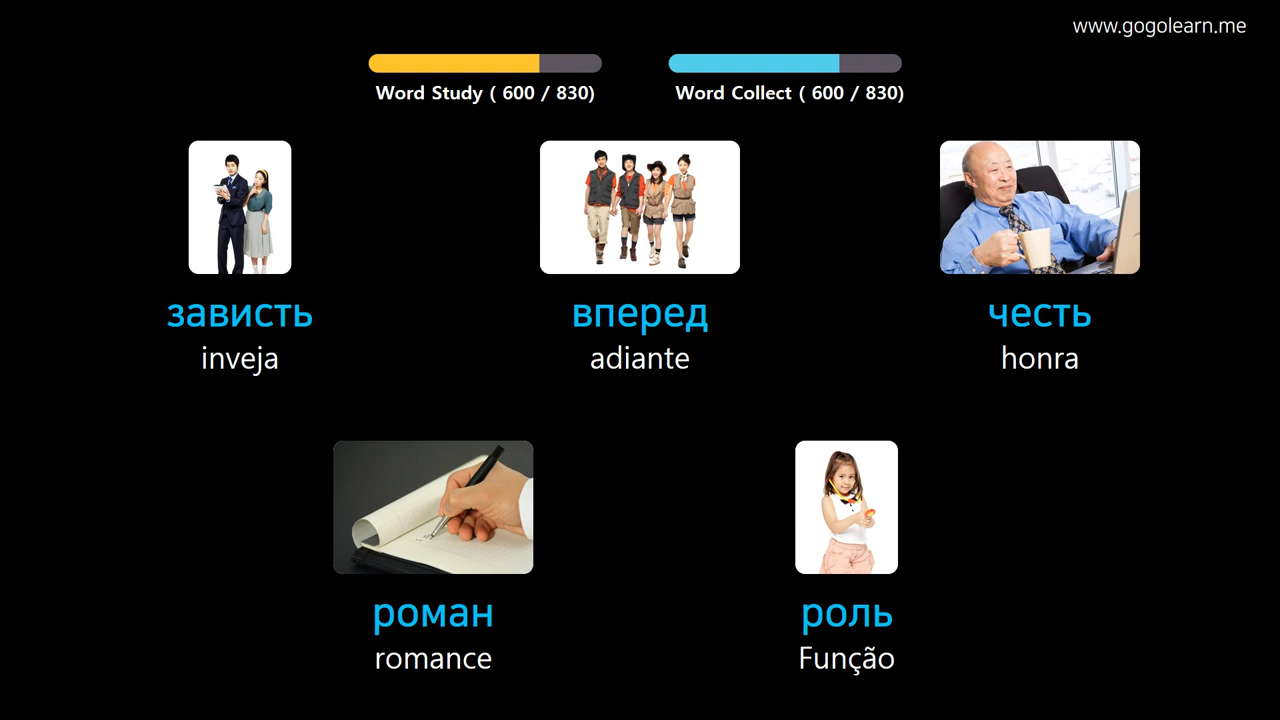 www.gogolearn.me
Word Study ( 600 / 830)
Word Collect ( 600 / 830)
зависть
inveja
вперед
adiante
честь
honra
роман
romance
роль
Função